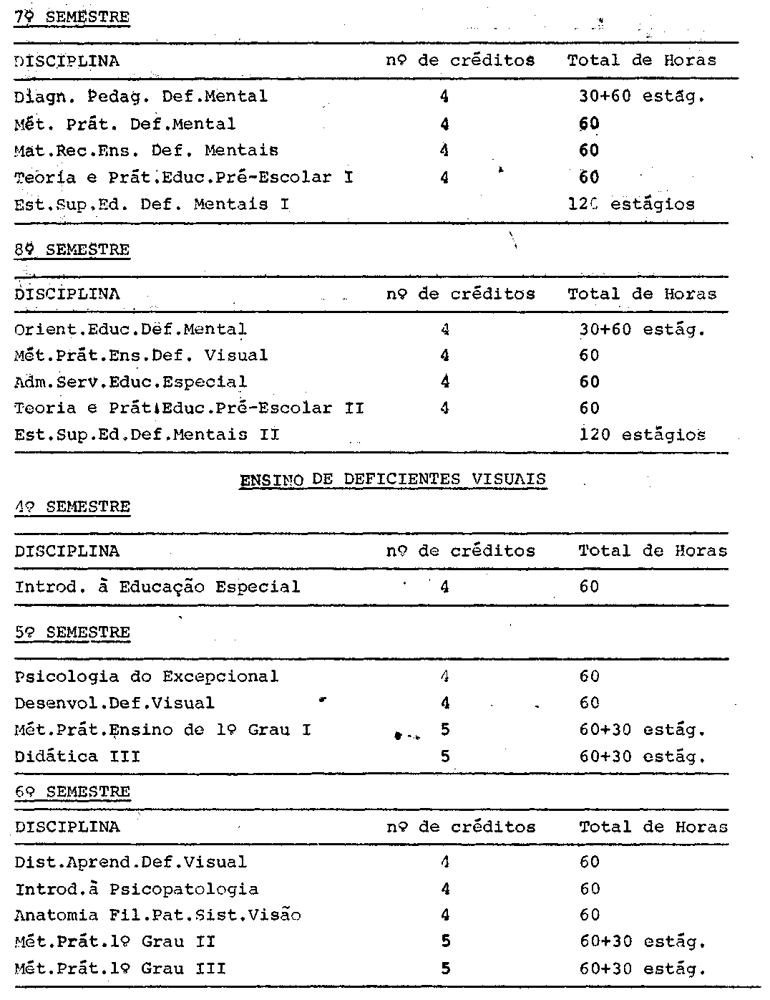 7º SEMESTRE
DISCIPLINA nº de créditos Total de Horas
Diagn. Pedag. Def.Mental 4 30+60 estág.
Mét. Prát. Def.Mental 4 60
Mat.Rec.Ens. Def. Mentais 4 60
Teoria e Prát.Educ.Pré-Escolar I 4 60
Est.Sup.Ed. Def. Mentais I 120 estágios
8º SEMESTRE
DISCIPLINA nº de créditos Total de Horas
Orient.Educ.Def.Mental 4 30+60 estág.
Mét.Prát.Ens.Def. Visual 4 60
Adm.Serv.Educ.Especial 4 60
Teoria e Prát.Educ.Pré-Escolar II 4 60
Est.Sup.Ed.Def.Mentais II 120 estágios
ENSINO DE DEFICIENTES VISUAIS
4º SEMESTRE
DISCIPLINA nº de créditos Total de Horas
Introd. à Educação Especial 4 60
5º SEMESTRE
Psicologia do Excepcional 4 60
Desenvol.Def.Visual 4 60
Mét.Prát.Ensino de 1º Grau I 5 60+30 estág.
Didática III 5 60+30 estág.
6º SEMESTRE
DISCIPLINA nº de créditos Total de Horas
Dist.Aprend.Def.Visual 4 60
Introd.à Psicopatologia 4 60
Anatomia Fil.Pat.Sist.Visão 4 60
Mét.Prát.1º Grau II 5 60+30 estág.
Mét.Prát.1º Grau III 5 60+30 estág.